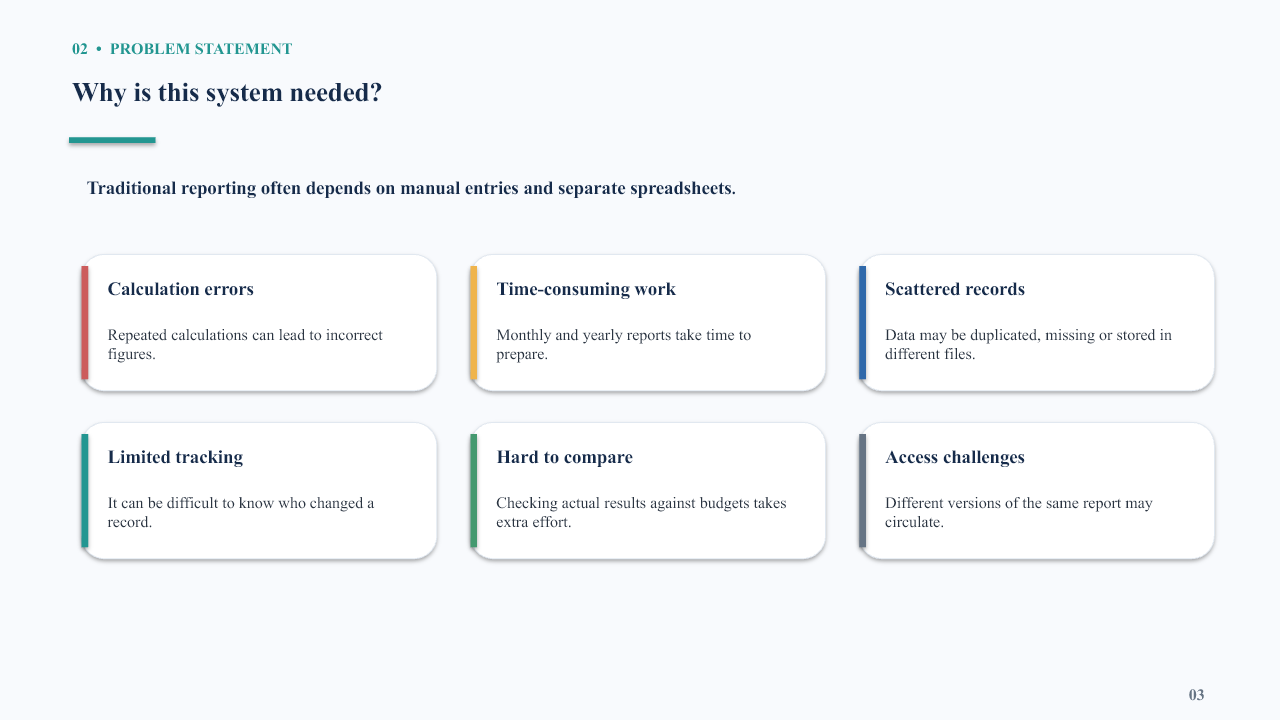 02 • PROBLEM STATEMENT
Why is this system needed?
Traditional reporting often depends on manual entries and separate spreadsheets.
Calculation errors
Repeated calculations can lead to incorrect
figures.
Time-consuming work
Monthly and yearly reports take time to
prepare.
Scattered records
Data may be duplicated, missing or stored in
different files.
Limited tracking
It can be difficult to know who changed a
record.
Hard to compare
Checking actual results against budgets takes
extra effort.
Access challenges
Different versions of the same report may
circulate.
03